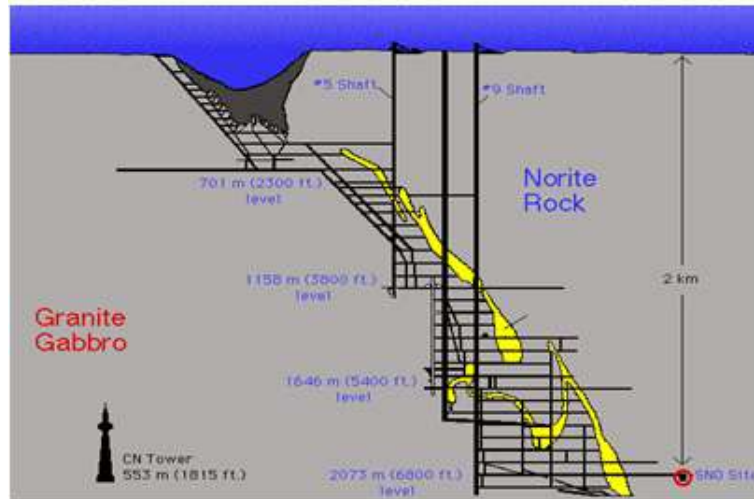 #5 Shaft
#9 Shaft
701 m (2300 ft.)
level
Norite
Rock
1158 m (3800 ft.)
level
2 km
Granite
Gabbro
1646 m (5400 ft.)
level
CN Tower
553 m (1815 ft.)
2073 m (6800 ft.)
level
SNO Site